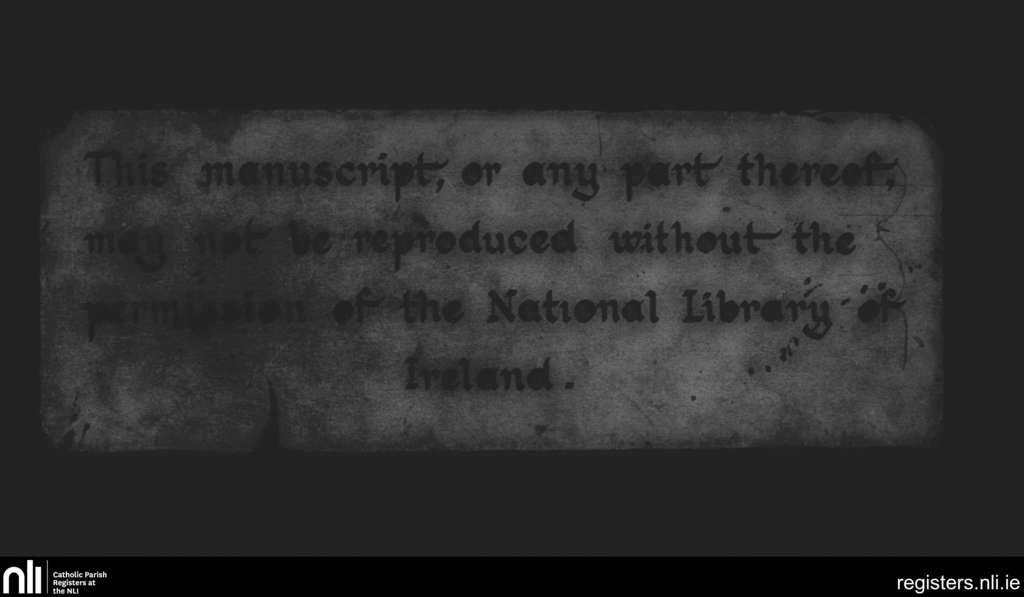 This manuscript, or any part thereof,
may not be reproduced without the
permission of the National Library of
Ireland.
nli
Catholic Parish
Registers at
the NLI
registers.nli.ie